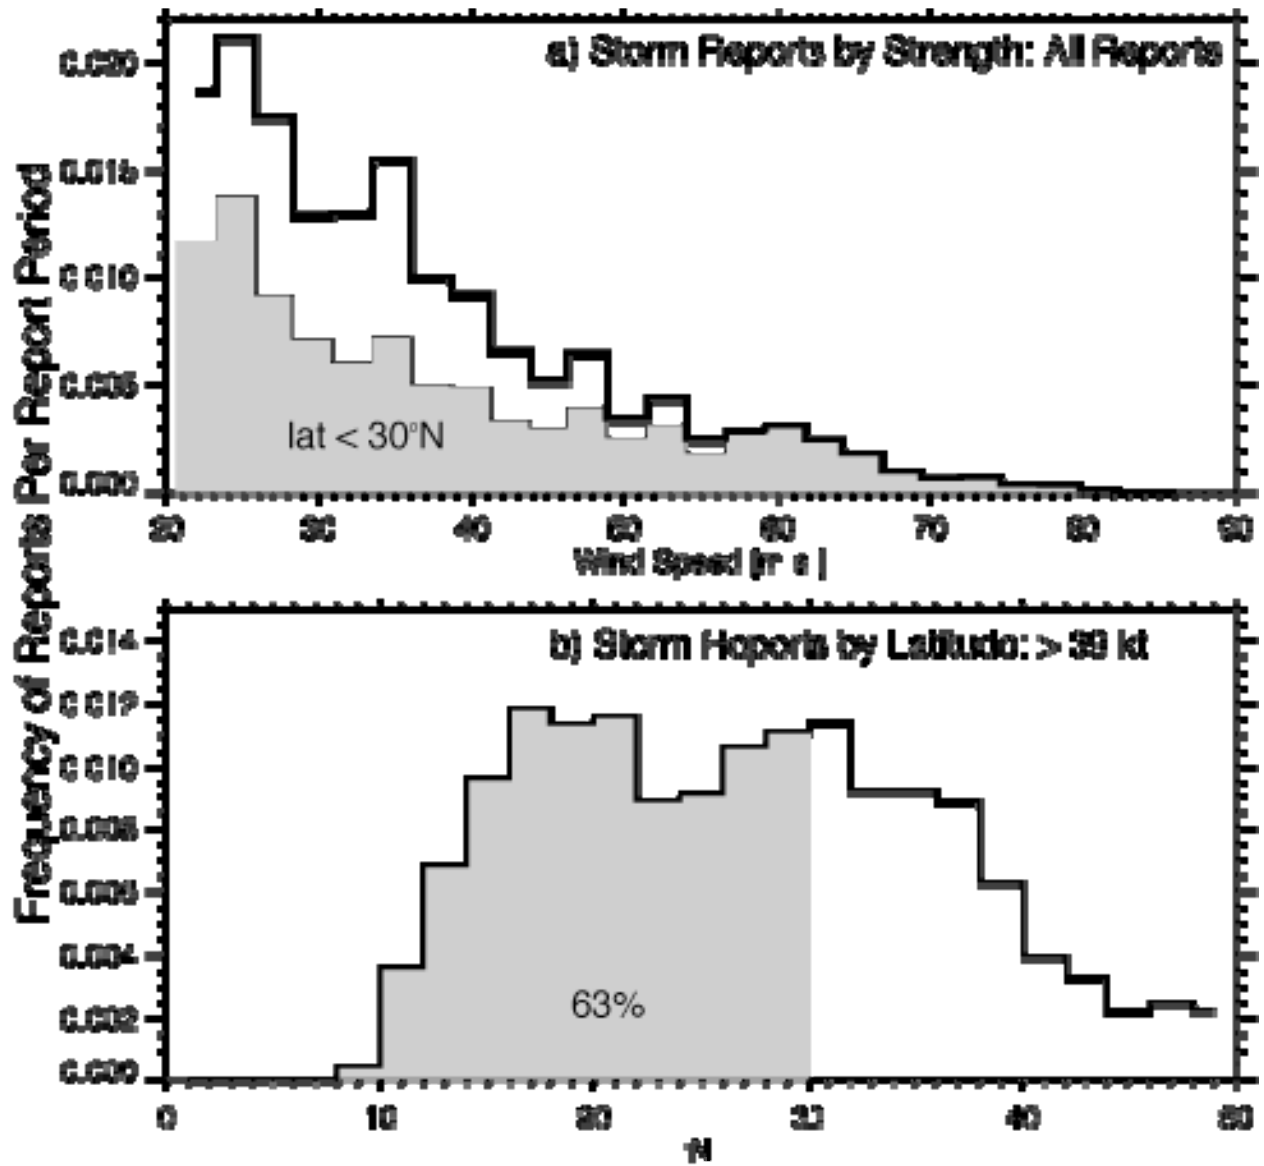 a) Storm Reports by Strength: All Reports
Frequency of Reports Per Report Period
0.020
0.015
0.010
0.005
0.000
lat < 30°N
20 30 40 50 60 70 80 90
Wind Speed
b) Storm Reports by Latitude: > 39 kt
0.014
0.012
0.010
0.008
0.006
0.004
0.002
0.000
63%
0 10 20 30 40 50
°N